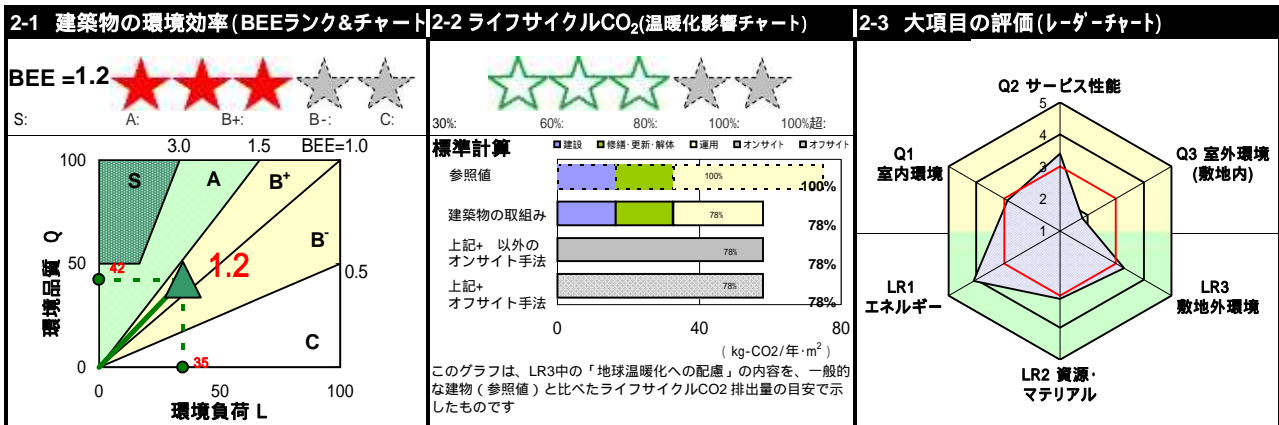 2-1 建築物の環境効率(BEEランク&チャート
BEE =1.2
S: A: B+: B-: C:
3.0 1.5 BEE=1.0
100
S A B+
B-
環境品質 Q
50
42
1.2
0.5
C
35
0
0 50 100
環境負荷 L
2-2 ライフサイクルCO2(温暖化影響チャート)
30%: 60%: 80%: 100%: 100%超:
標準計算
建設 修繕・更新・解体 運用 オンサイト オフサイト
参照値 100% 100%
建築物の取組み 78% 78%
上記+ 以外の
オンサイト手法 78% 78%
上記+
オフサイト手法 78% 78%
0 40 80
( kg-CO2/年・m2 )
このグラフは、LR3中の「地球温暖化への配慮」の内容を、一般的
な建物(参照値)と比べたライフサイクルCO2 排出量の目安で示
したものです
2-3 大項目の評価(レーダーチャート)
Q2 サービス性能
5
4
3
2
1
Q1
室内環境
Q3 室外環境
(敷地内)
LR1
エネルギー
LR3
敷地外環境
LR2 資源・
マテリアル